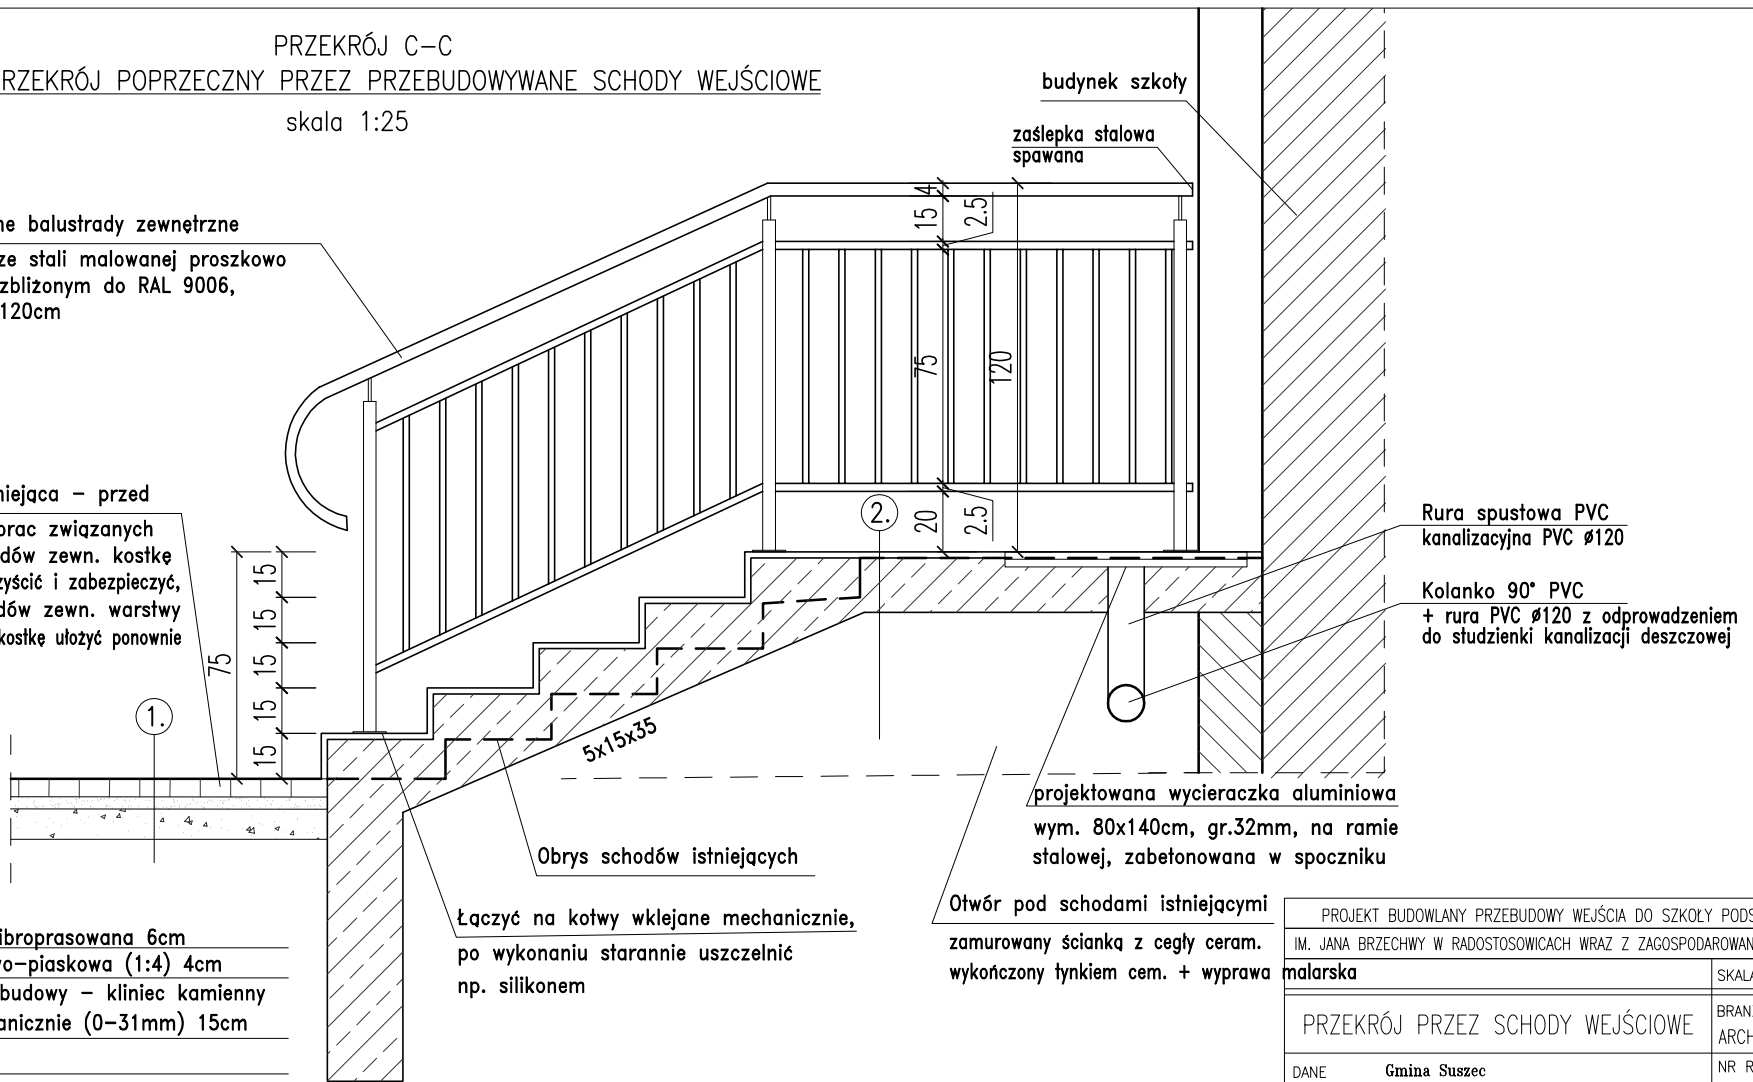 PRZEKRÓJ C-C
RZEKRÓJ POPRZECZNY PRZEZ PRZEBUDOWYWANE SCHODY WEJŚCIOWE
skala 1:25
budynek szkoły
zaślepka stalowa
spawana
ne balustrady zewnętrzne
ze stali malowanej proszkowo
zbliżonym do RAL 9006,
120cm
4
15
2.5
75
120
20
2.5
niejąca - przed
prac związanych
dów zewn. kostkę
zyścić i zabezpieczyć,
dów zewn. warstwy
kostkę ułożyć ponownie
75
15
15
15
15
15
1.
2.
5x15x35
Rura spustowa PVC
kanalizacyjna PVC ø120
Kolanko 90° PVC
+ rura PVC ø120 z odprowadzeniem
do studzienki kanalizacji deszczowej
projektowana wycieraczka aluminiowa
wym. 80x140cm, gr.32mm, na ramie
stalowej, zabetonowana w spoczniku
Obrys schodów istniejących
Łączyć na kotwy wklejane mechanicznie,
po wykonaniu starannie uszczelnić
np. silikonem
Otwór pod schodami istniejącymi
zamurowany ścianką z cegły ceram.
wykończony tynkiem cem. + wyprawa malarska
ibroprasowana 6cm
wo-piaskowa (1:4) 4cm
budowy - kliniec kamienny
anicznie (0-31mm) 15cm
PROJEKT BUDOWLANY PRZEBUDOWY WEJŚCIA DO SZKOŁY PODS
IM. JANA BRZECHWY W RADOSTOSOWICACH WRAZ Z ZAGOSPODAROWAN
SKALA
PRZEKRÓJ PRZEZ SCHODY WEJŚCIOWE
BRAN
ARCH
DANE
Gmina Suszec
NR R